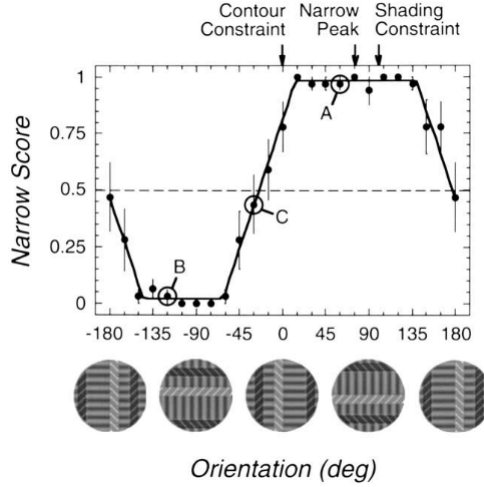 Contour Narrow Shading
Constraint Peak Constraint
1
0.75
0.5
0.25
0
Narrow Score
A
B
C
-180 -135 -90 -45 0 45 90 135 180
Orientation (deg)